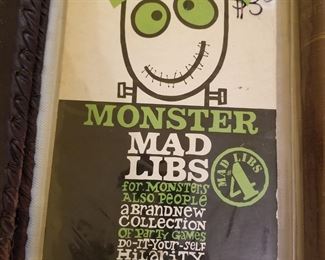 $3
MONSTER
MAD
LIBS
for MONSTERS
ALSO PEOPLE
A BRAND NEW
COLLECTION
OF PARTY GAMES
DO-IT-YOUR-SELF
HILARITY
MAD LIBS
4